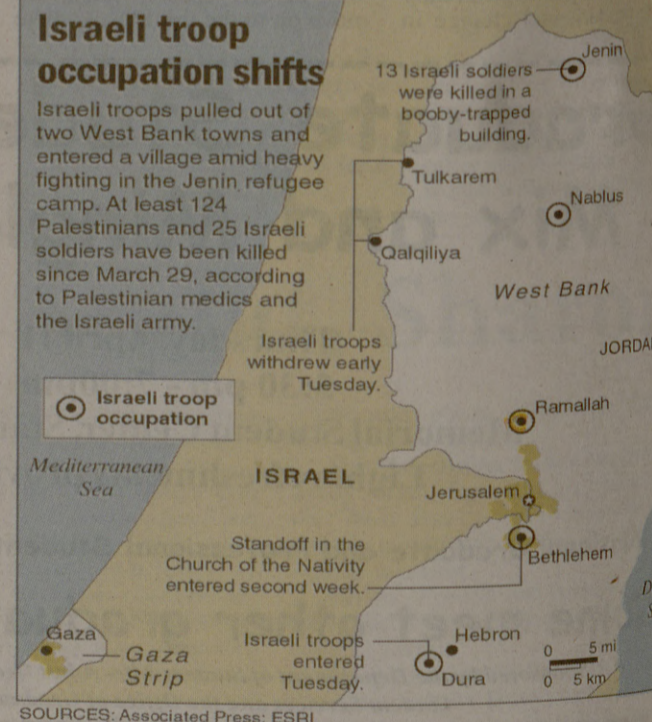 Israeli troop
occupation shifts
Israeli troops pulled out of
two West Bank towns and
entered a village amid heavy
fighting in the Jenin refugee
camp. At least 124
Palestinians and 25 Israeli
soldiers have been killed
since March 29, according
to Palestinian medics and
the Israeli army.
Jenin
13 Israeli soldiers
were killed in a
booby-trapped
building.
Tulkarem
Nablus
Qalqiliya
West Bank
Israeli troops
withdrew early
Tuesday.
JORDA
Israeli troop
occupation
Ramallah
Mediterranean
Sea
ISRAEL
Jerusalem
Standoff in the
Church of the Nativity
entered second week.
Bethlehem
D
S
Gaza
Gaza
Strip
Israeli troops
entered
Tuesday.
Hebron
Dura
0 5 mi
0 5 km
SOURCES: Associated Press; ESRI